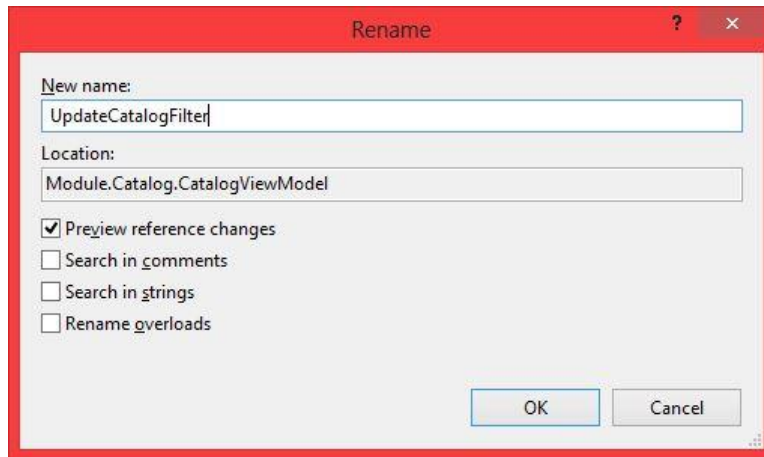 Rename
?
×
New name:
UpdateCatalogFilter
Location:
Module.Catalog.CatalogViewModel
Preview reference changes
Search in comments
Search in strings
Rename overloads
OK Cancel